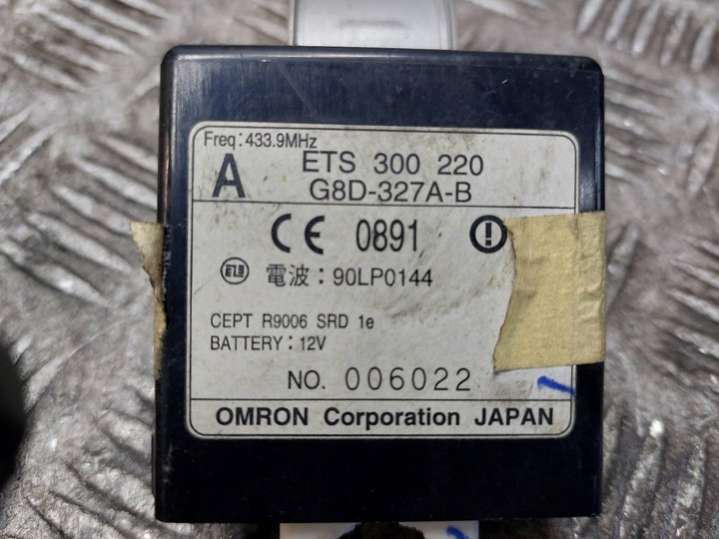 Freq:433.9MHz
A ETS 300 220
G8D-327A-B
CE 0891
電波:90LP0144
CEPT R9006 SRD 1e
BATTERY:12V
NO. 006022
OMRON Corporation JAPAN